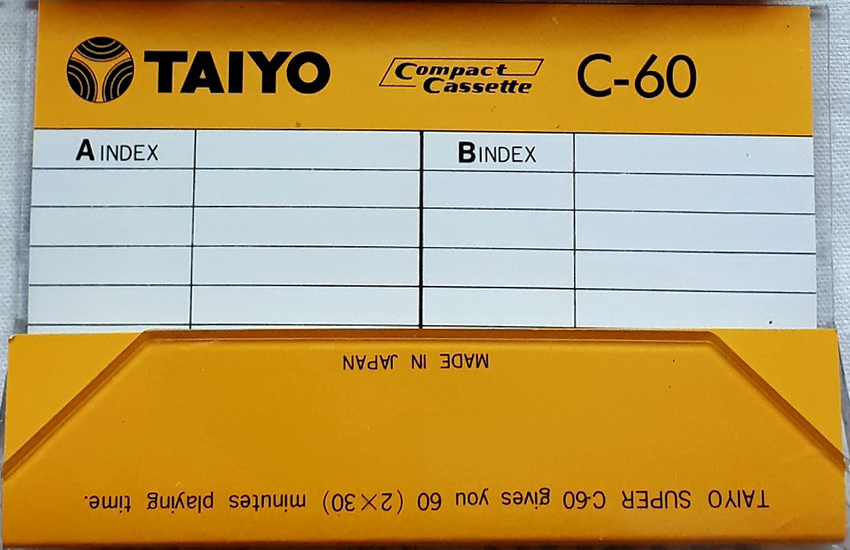 TAIYO Compact Cassette C-60
A INDEX B INDEX
MADE IN JAPAN
TAIYO SUPER C-60 gives you 60 (2×30) minutes playing time.